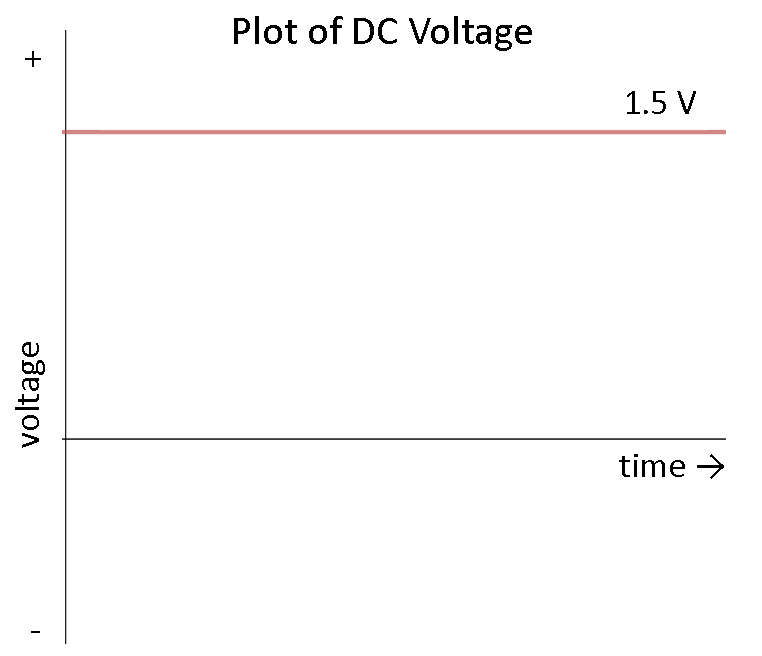 Plot of DC Voltage
+
1.5 V
voltage
time →
-